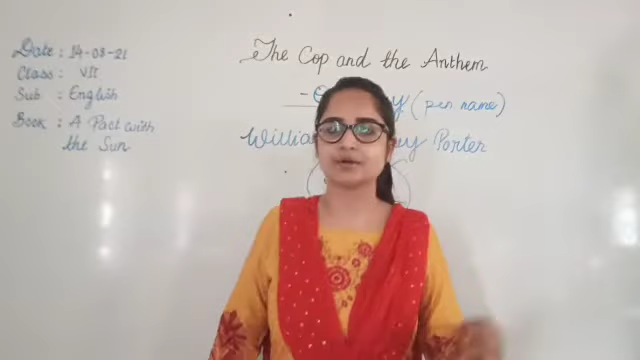 Date : 14-08-21
Class : VII
Sub : English
Book : A Pact with
the Sun
The Cop and the Anthem
- (pen name)
Porter